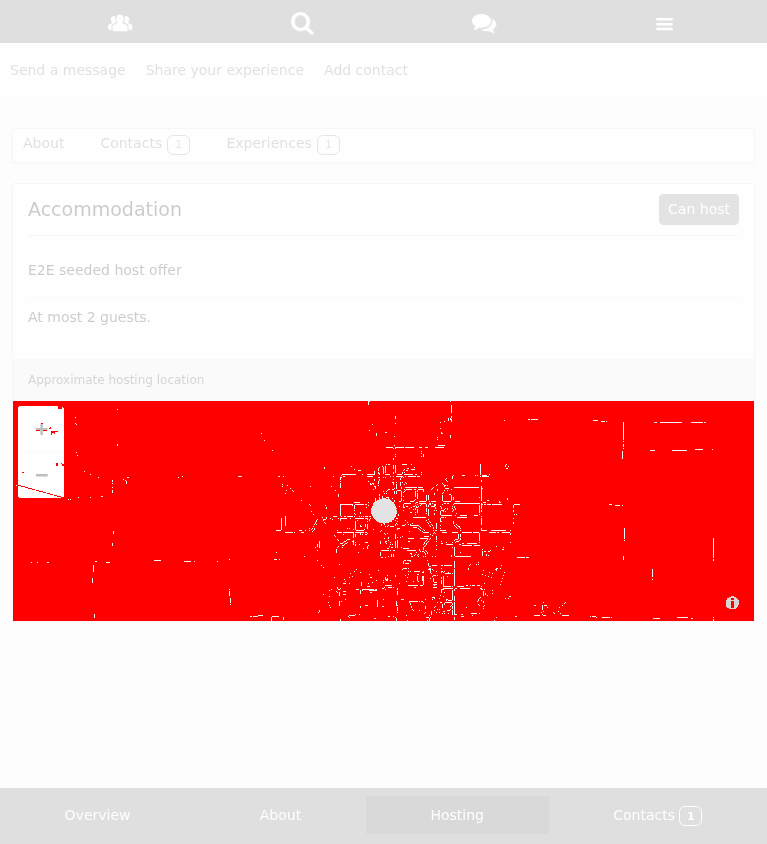 Send a message Share your experience Add contact
About Contacts 1 Experiences 1
Accommodation Can host
E2E seeded host offer
At most 2 guests.
Approximate hosting location
+
−
Overview About Hosting Contacts 1